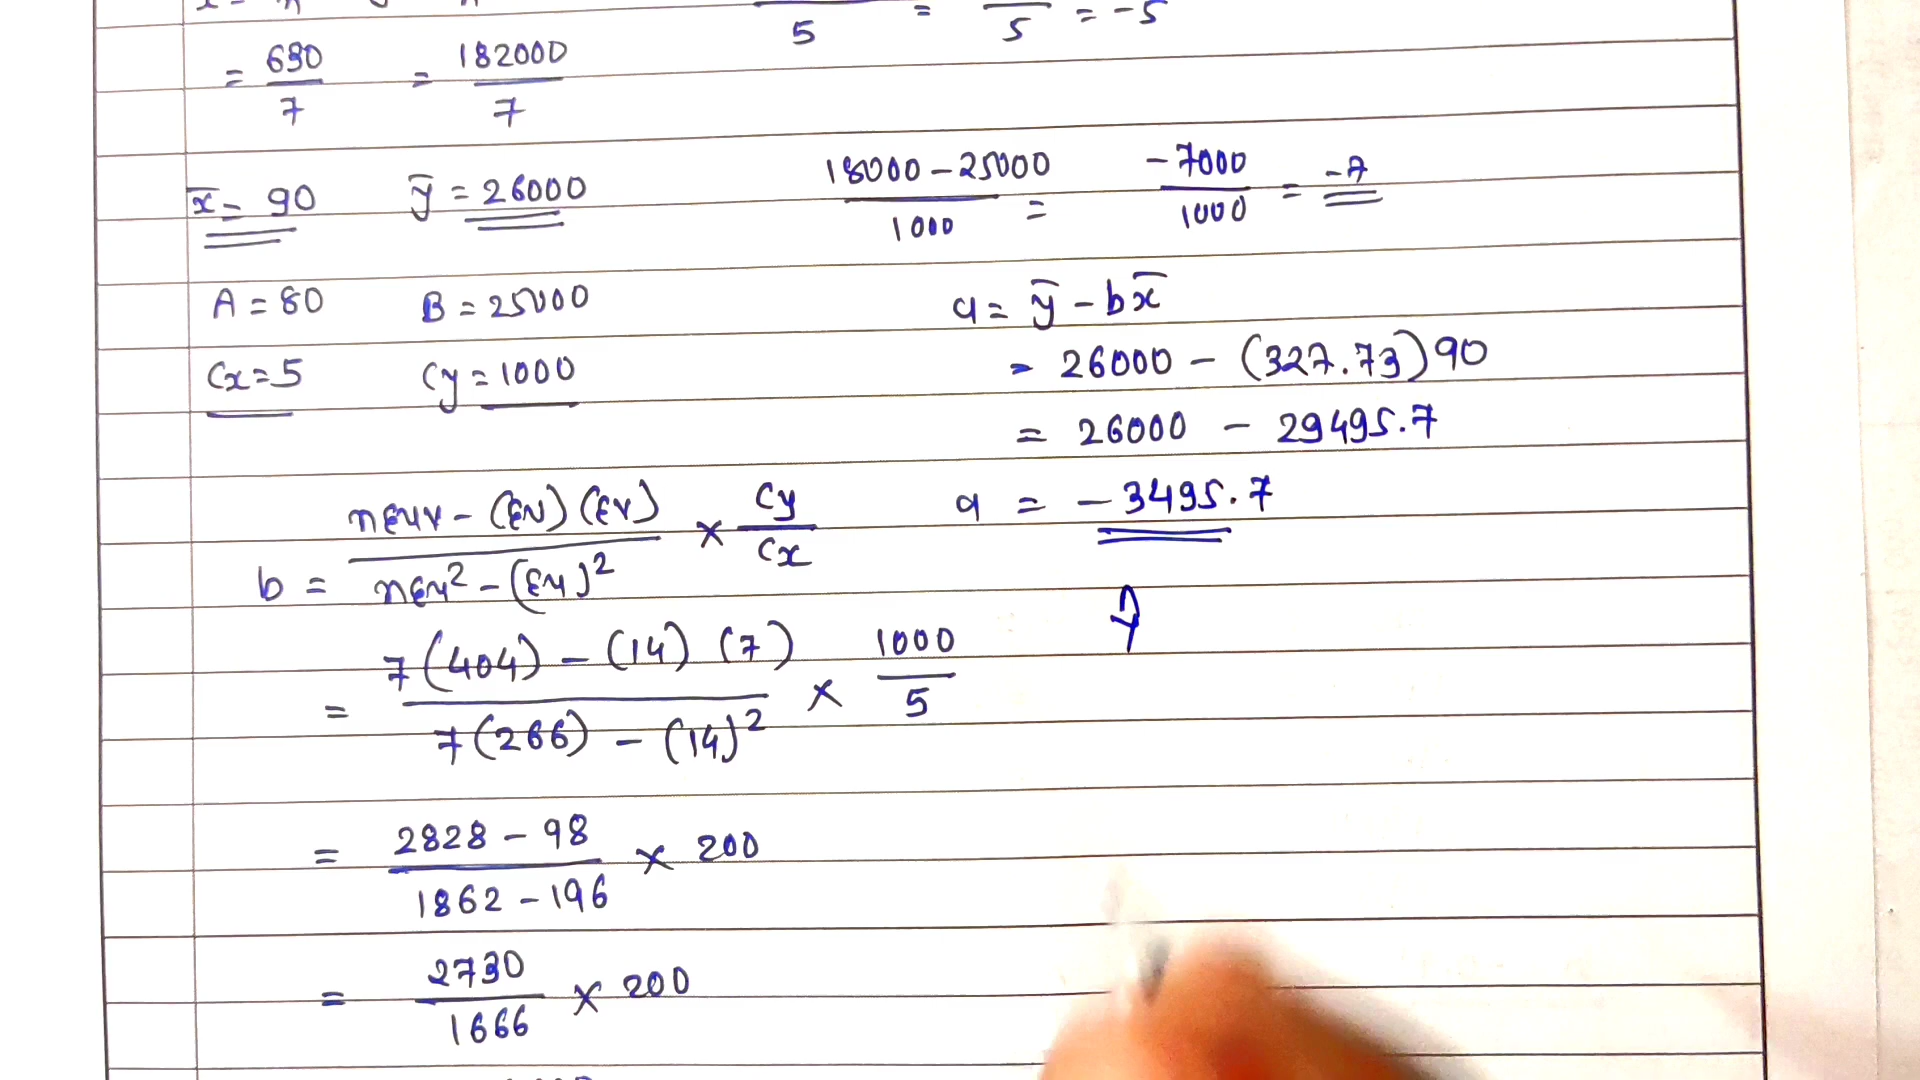 5 = 5 = -5
= 630/7 = 182000/7
x̄ = 90 ȳ = 26000
(18000 - 25000)/1000 = -7000/1000 = -7
A = 80 B = 25000
Cx = 5 Cy = 1000
b = (nΣuv - (Σu)(Σv))/(nΣu² - (Σu)²) × Cy/Cx
= (7(404) - (14)(7))/(7(266) - (14)²) × 1000/5
= (2828 - 98)/(1862 - 196) × 200
= 2730/1666 × 200
a = ȳ - bx̄
= 26000 - (327.73)90
= 26000 - 29495.7
a = -3495.7
ŷ